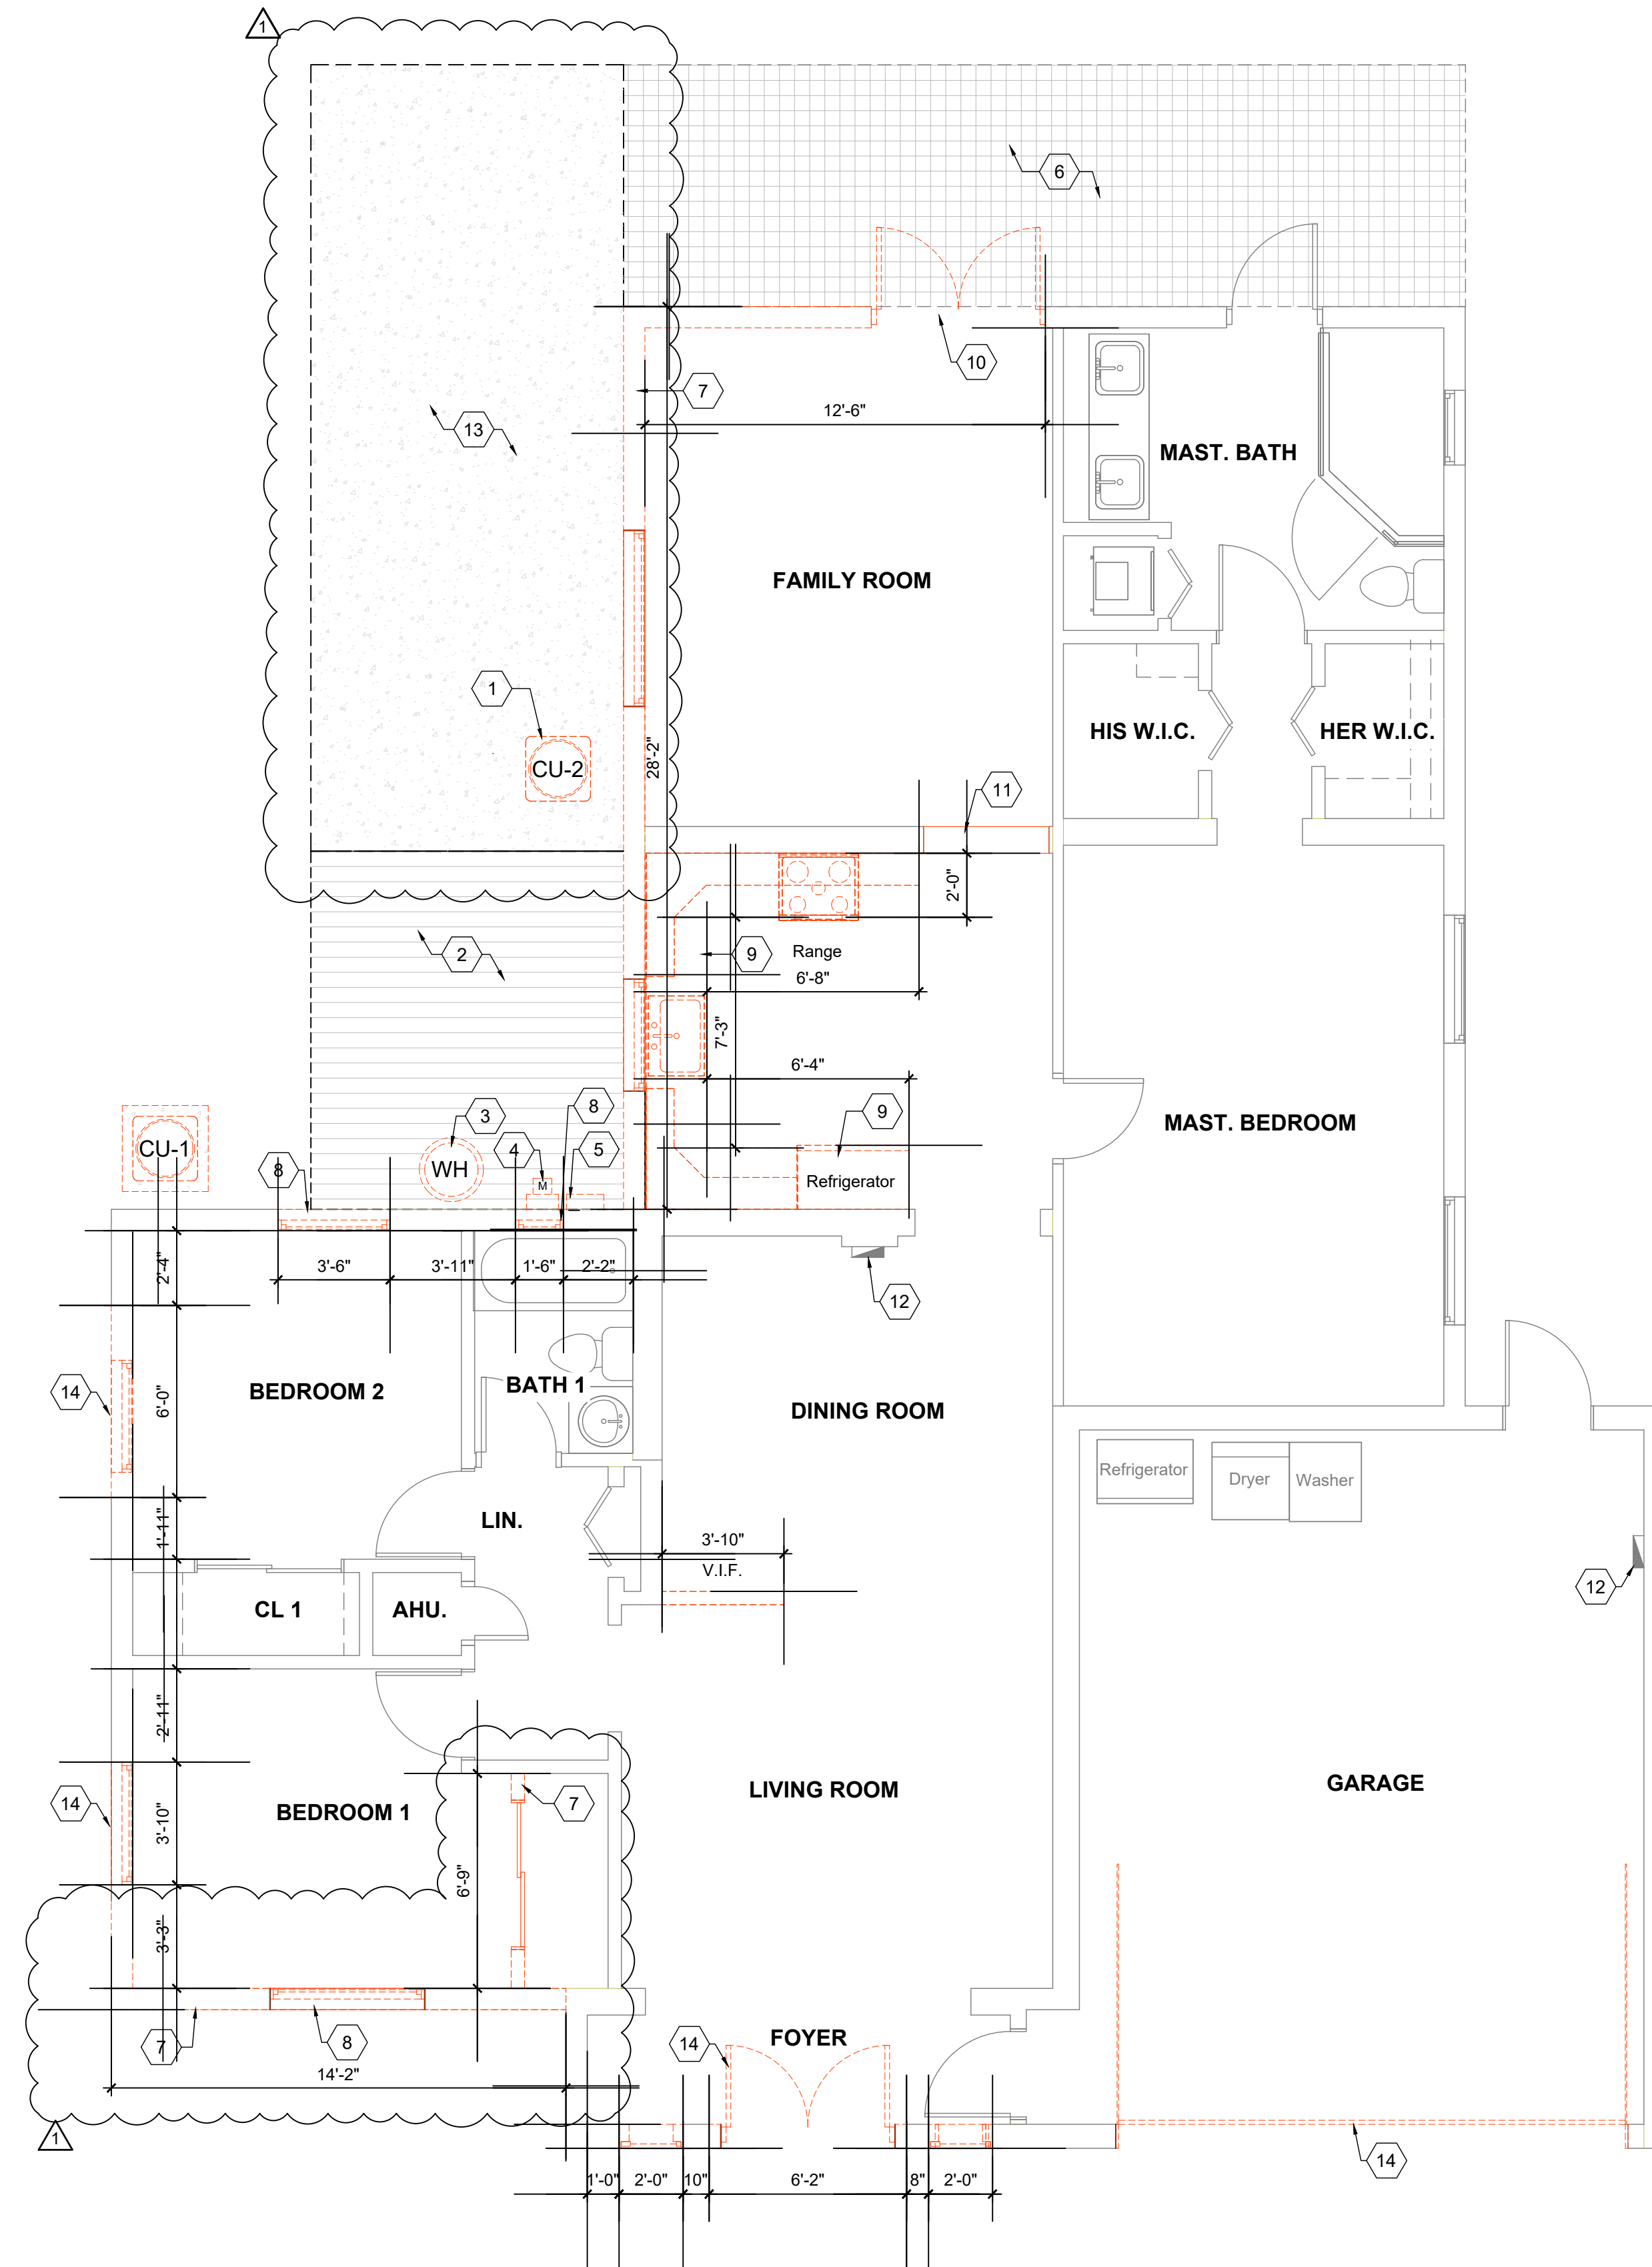 1
6
10
7
12'-6"
13
MAST. BATH
FAMILY ROOM
1
HIS W.I.C.
HER W.I.C.
28'-2"
CU-2
11
2'-0"
2
9
Range
6'-8"
7'-3"
6'-4"
3
8
9
MAST. BEDROOM
CU-1
4
5
8
WH
M
Refrigerator
2'-4"
3'-6"
3'-11"
1'-6"
2'-2"
12
14
6'-0"
BEDROOM 2
BATH 1
DINING ROOM
Refrigerator
Dryer
Washer
1'-11"
LIN.
3'-10"
V.I.F.
12
CL 1
AHU.
2'-11"
14
3'-10"
BEDROOM 1
7
LIVING ROOM
GARAGE
6'-9"
3'-3"
7
8
FOYER
14
14'-2"
1
14
1'-0"
2'-0"
10"
6'-2"
8"
2'-0"